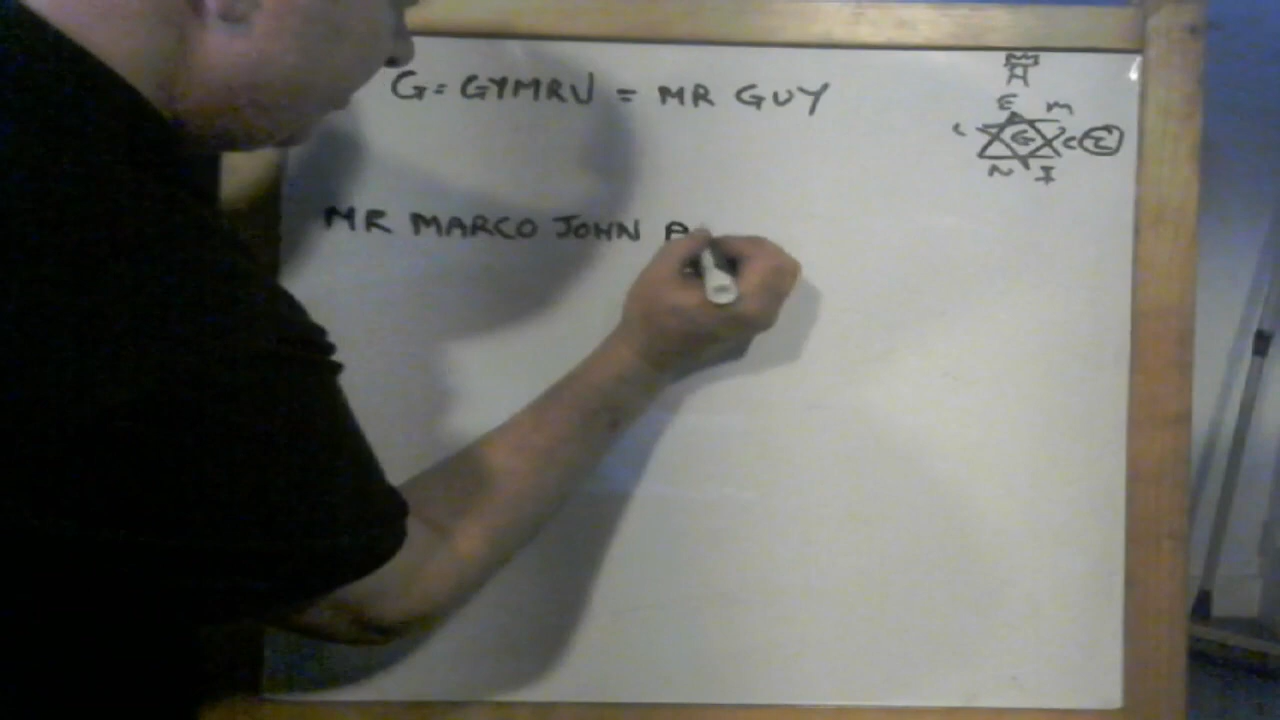 G = GYMRU = MR GUY
MR MARCO JOHN
A
E M
L G C E
N I